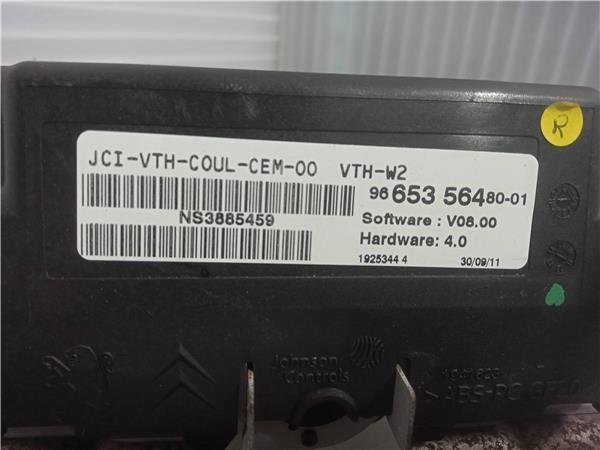 R
JCI-VTH-COUL-CEM-00 VTH-W2
96 653 564 80-01
NS3885459
Software : V08.00
Hardware: 4.0
1925344 4 30/09/11
Johnson
Controls